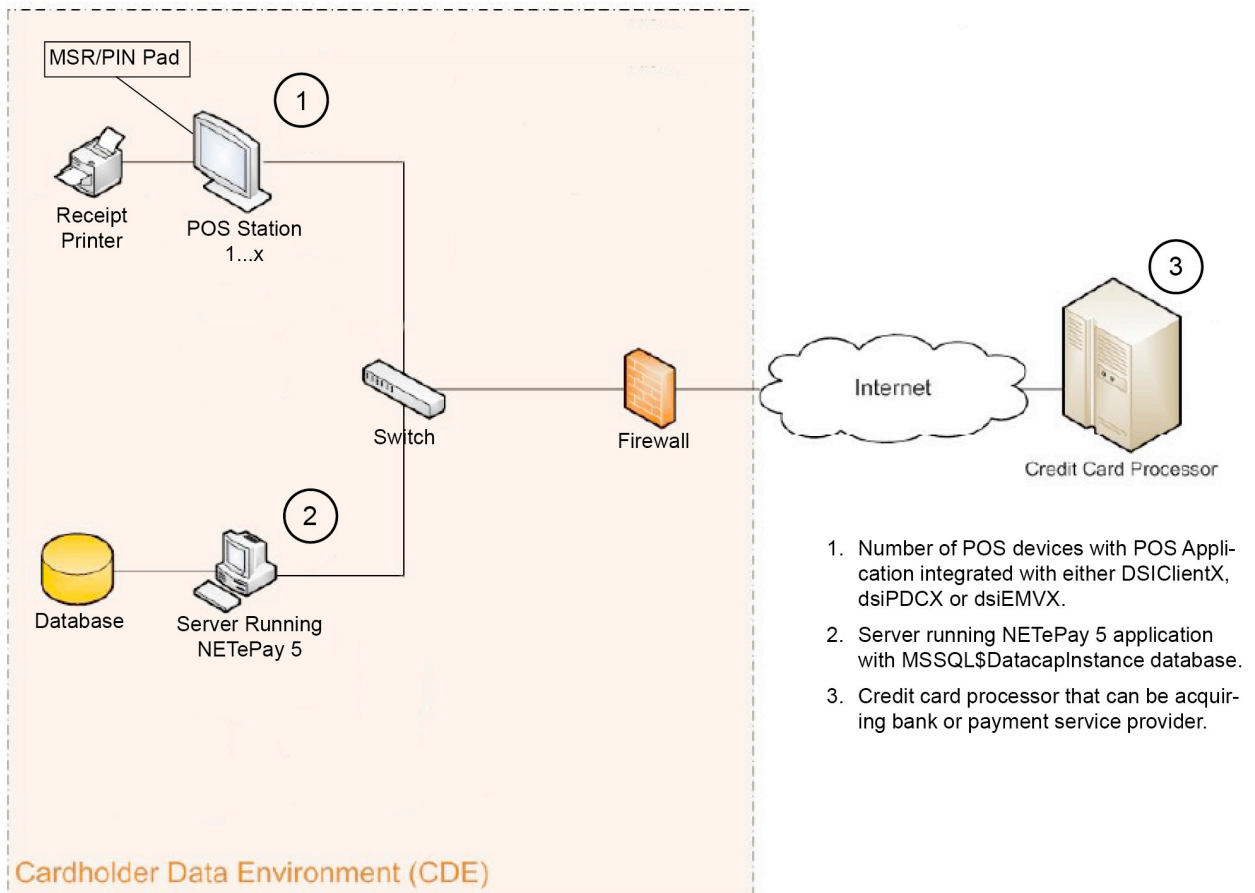 MSR/PIN Pad
1
Receipt
Printer
POS Station
1...x
3
Internet
Switch
Firewall
Credit Card Processor
2
Database
Server Running
NETePay 5
1. Number of POS devices with POS Appli-
cation integrated with either DSIClientX,
dsiPDCX or dsiEMVX.
2. Server running NETePay 5 application
with MSSQL$DatacapInstance database.
3. Credit card processor that can be acquir-
ing bank or payment service provider.
Cardholder Data Environment (CDE)